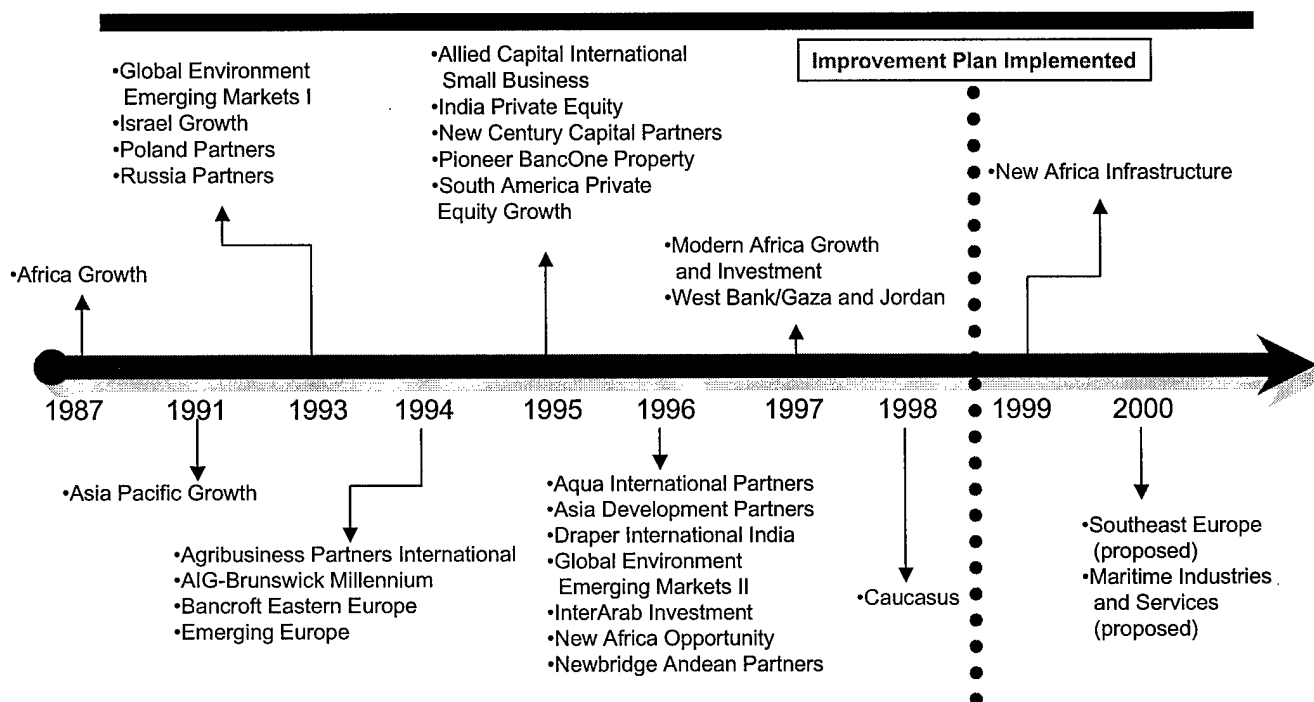 •Global Environment
Emerging Markets I
•Israel Growth
•Poland Partners
•Russia Partners
•Allied Capital International
Small Business
•India Private Equity
•New Century Capital Partners
•Pioneer BancOne Property
•South America Private
Equity Growth
Improvement Plan Implemented
•New Africa Infrastructure
•Modern Africa Growth
and Investment
•West Bank/Gaza and Jordan
•Africa Growth
1987
1991
1993
1994
1995
1996
1997
1998
1999
2000
•Asia Pacific Growth
•Agribusiness Partners International
•AIG-Brunswick Millennium
•Bancroft Eastern Europe
•Emerging Europe
•Aqua International Partners
•Asia Development Partners
•Draper International India
•Global Environment
Emerging Markets II
•InterArab Investment
•New Africa Opportunity
•Newbridge Andean Partners
•Caucasus
•Southeast Europe
(proposed)
•Maritime Industries
and Services
(proposed)